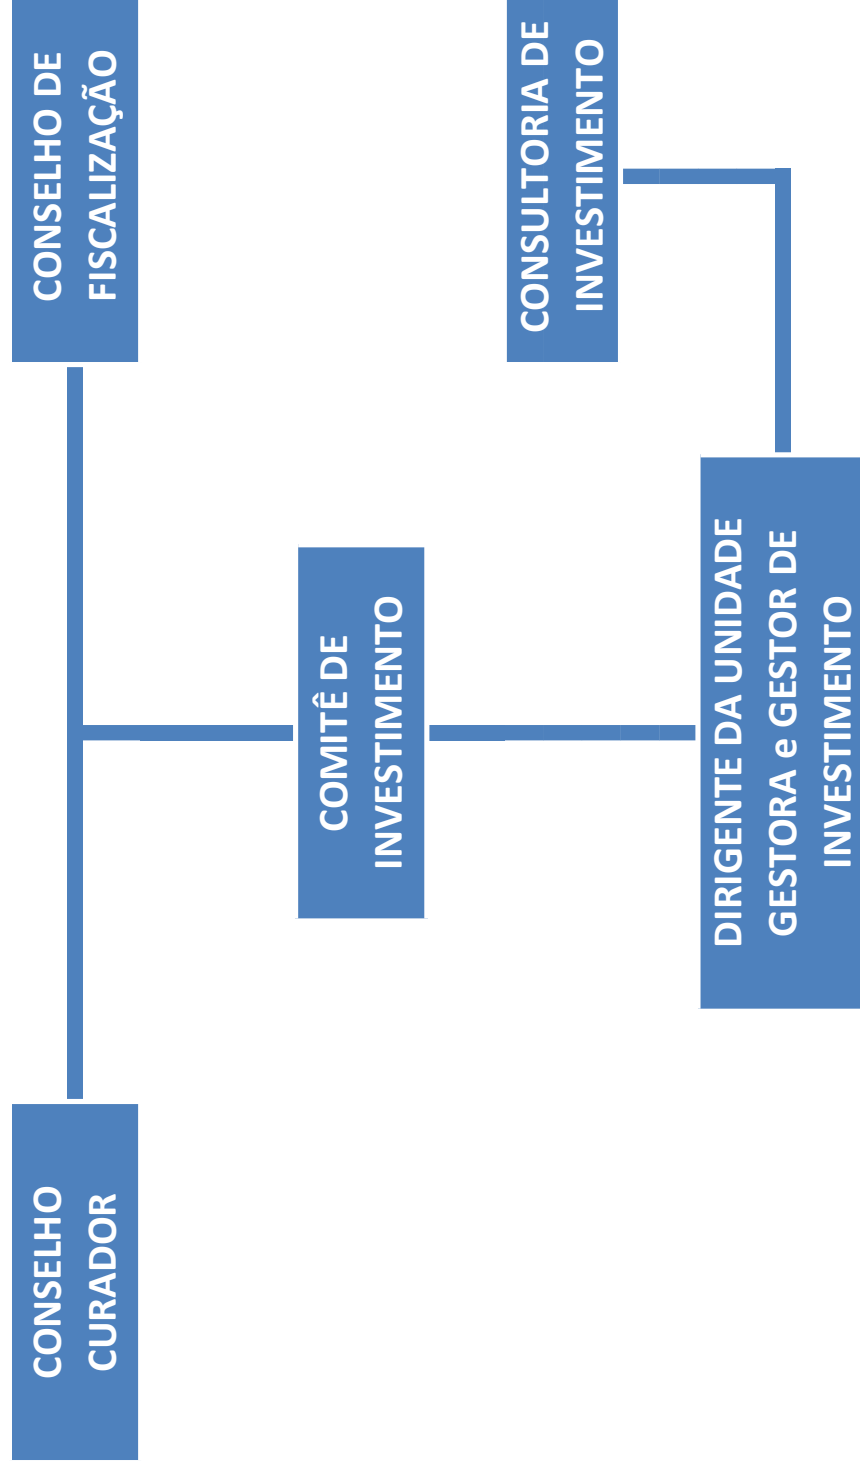 CONSELHO
CURADOR
CONSELHO DE
FISCALIZAÇÃO
COMITÊ DE
INVESTIMENTO
CONSULTORIA DE
INVESTIMENTO
DIRIGENTE DA UNIDADE
GESTORA e GESTOR DE
INVESTIMENTO